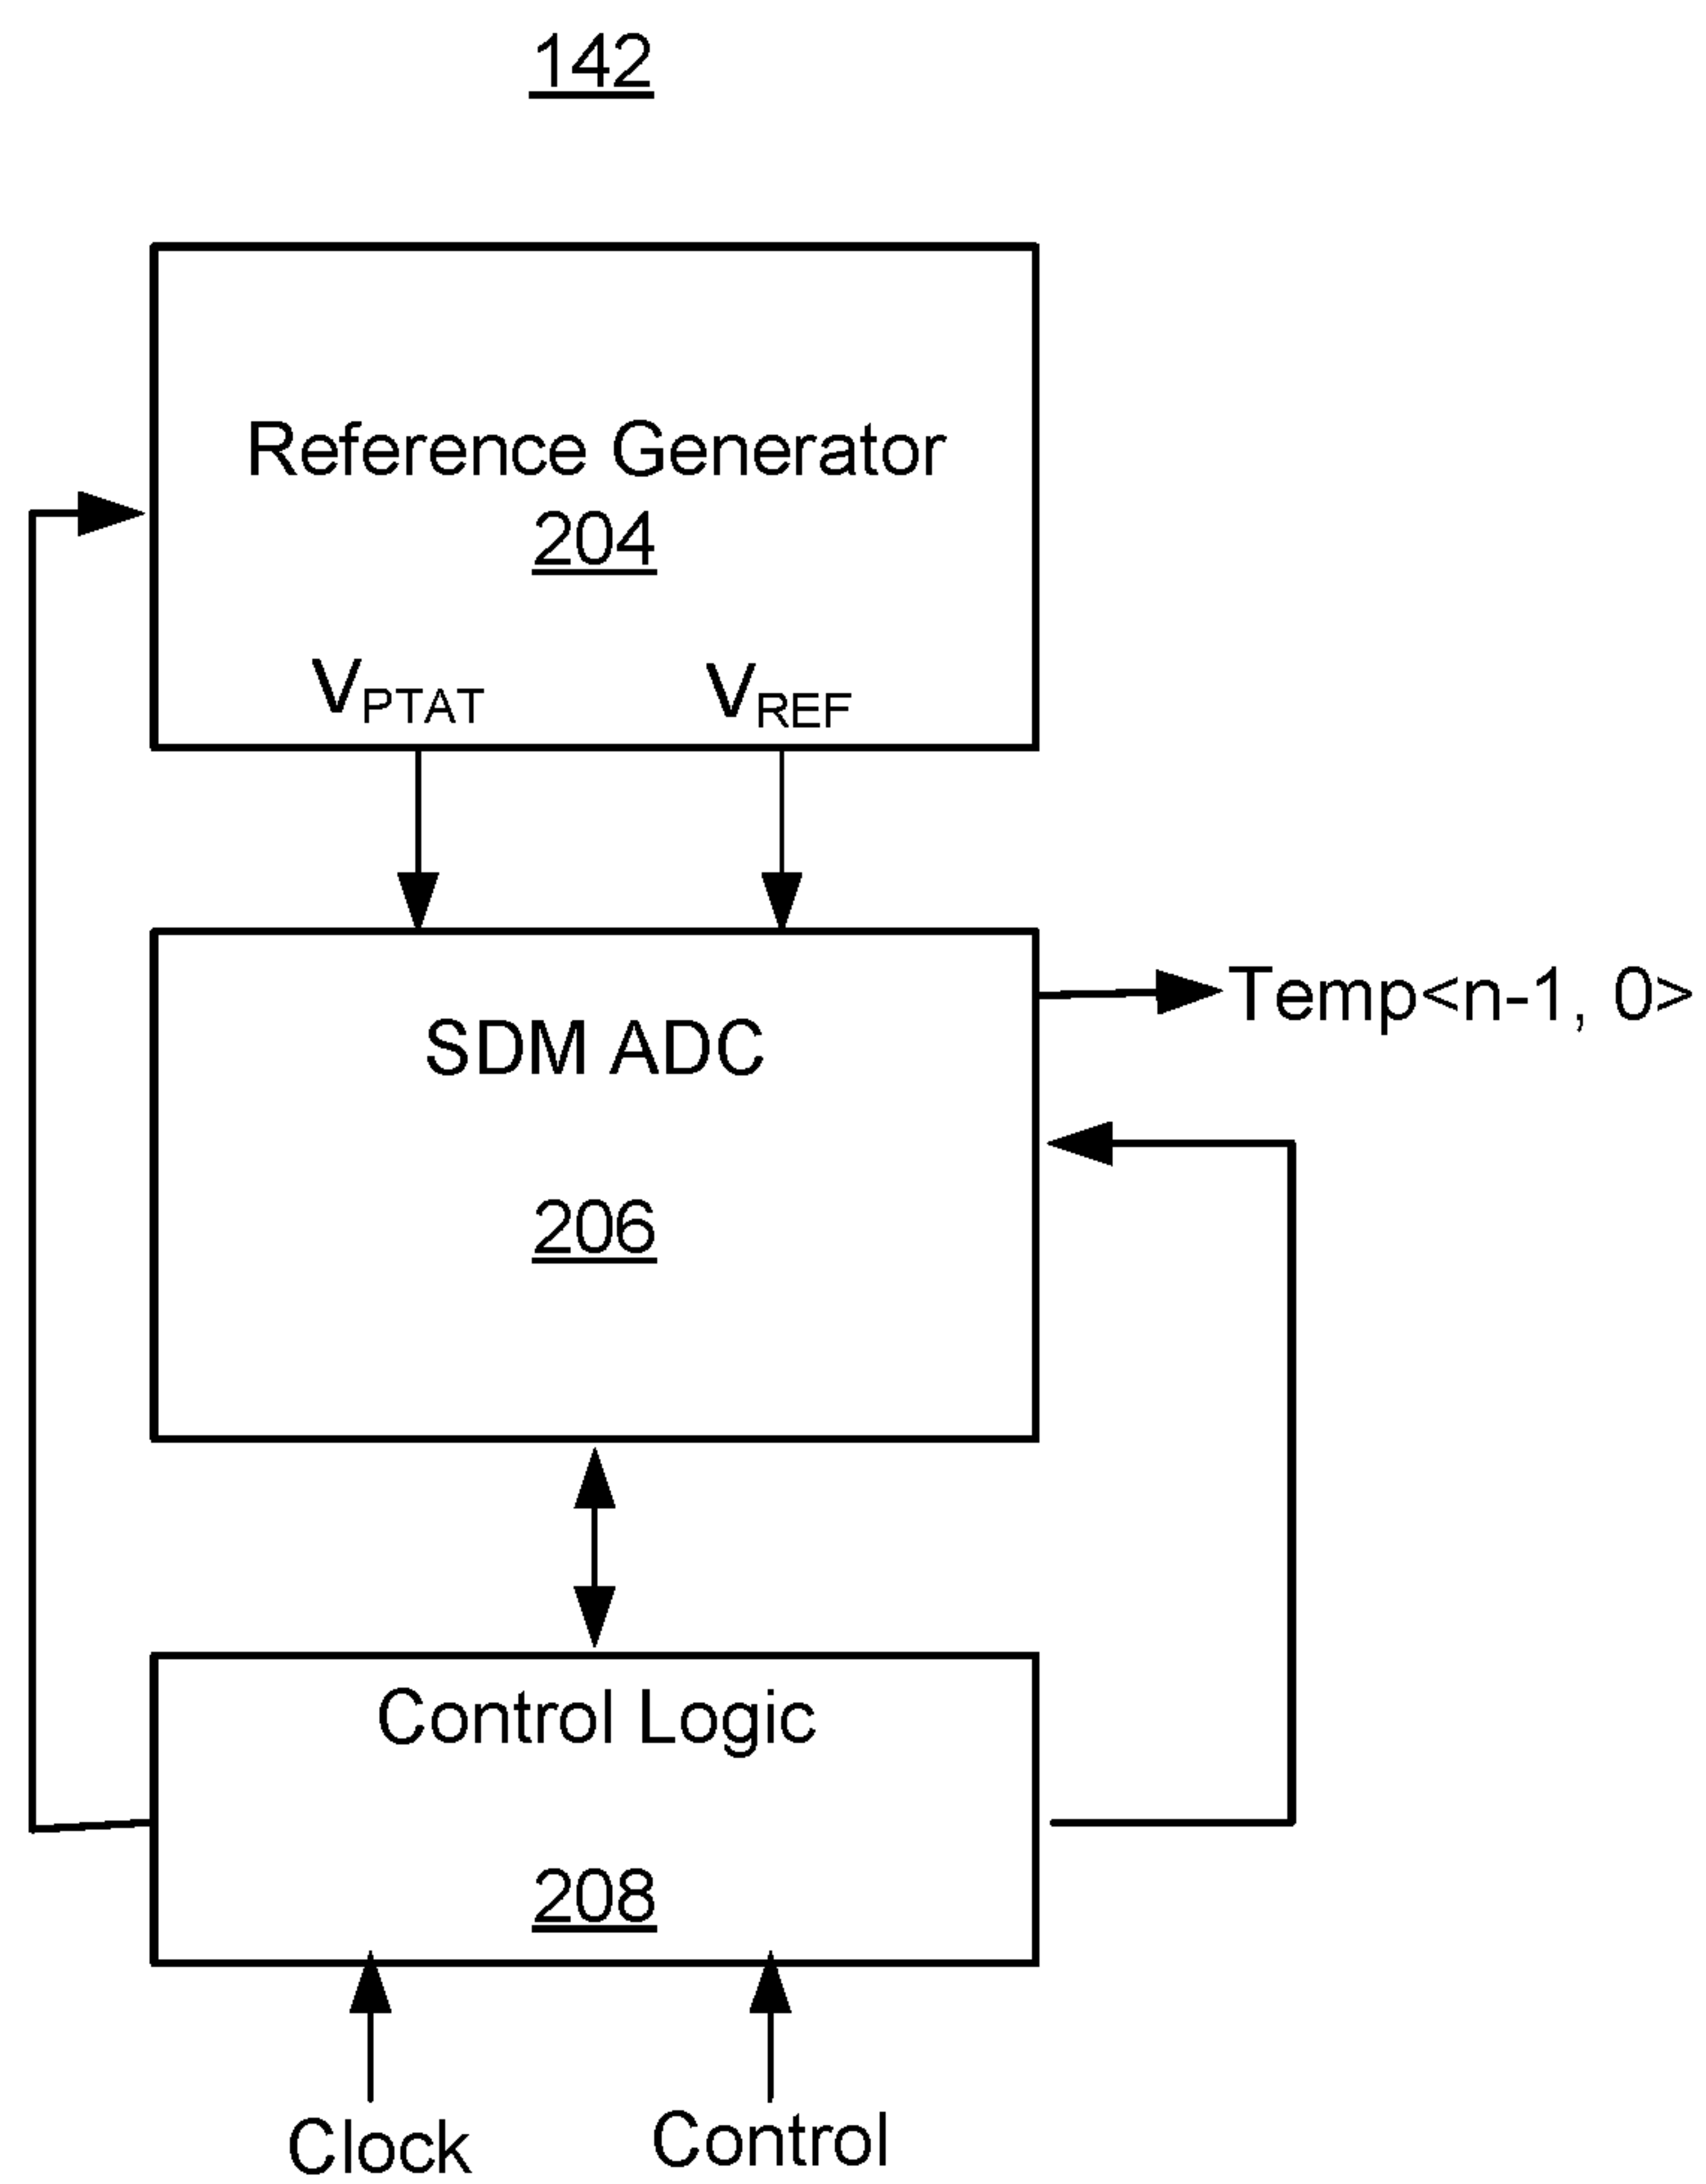 142
Reference Generator
204
VPTAT
VREF
Temp<n-1, 0>
SDM ADC
206
Control Logic
208
Clock
Control